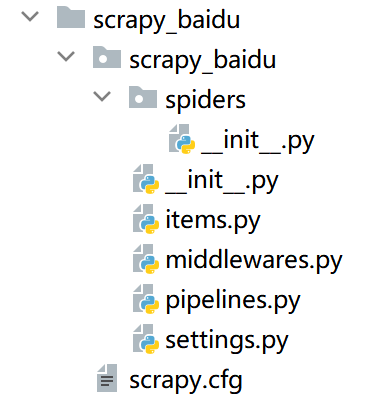 scrapy_baidu
scrapy_baidu
spiders
__init__.py
__init__.py
items.py
middlewares.py
pipelines.py
settings.py
scrapy.cfg